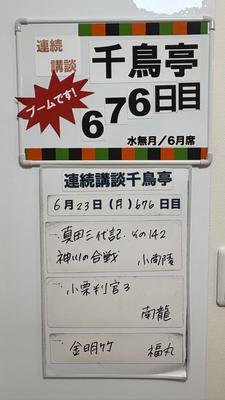 連続
講談
千鳥亭
ブームです!
676日目
水無月/6月席
連続講談千鳥亭
6月23日(月)676日目
一、真田三代記 その142
神川の合戦 小南陵
一、小栗判官3
南龍
一、金明竹 福丸